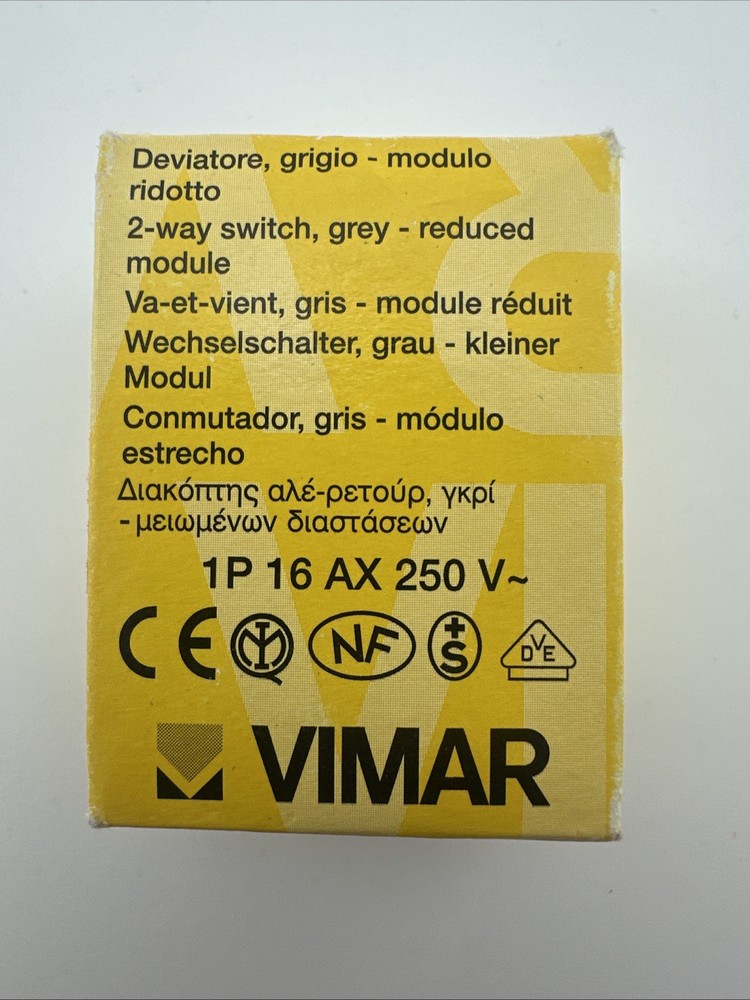 Deviatore, grigio - modulo
ridotto
2-way switch, grey - reduced
module
Va-et-vient, gris - module réduit
Wechselschalter, grau - kleiner
Modul
Conmutador, gris - módulo
estrecho
Διακόπτης αλέ-ρετούρ, γκρί
- μειωμένων διαστάσεων
1P 16 AX 250 V~
CE IMQ NF +S DVE
VIMAR